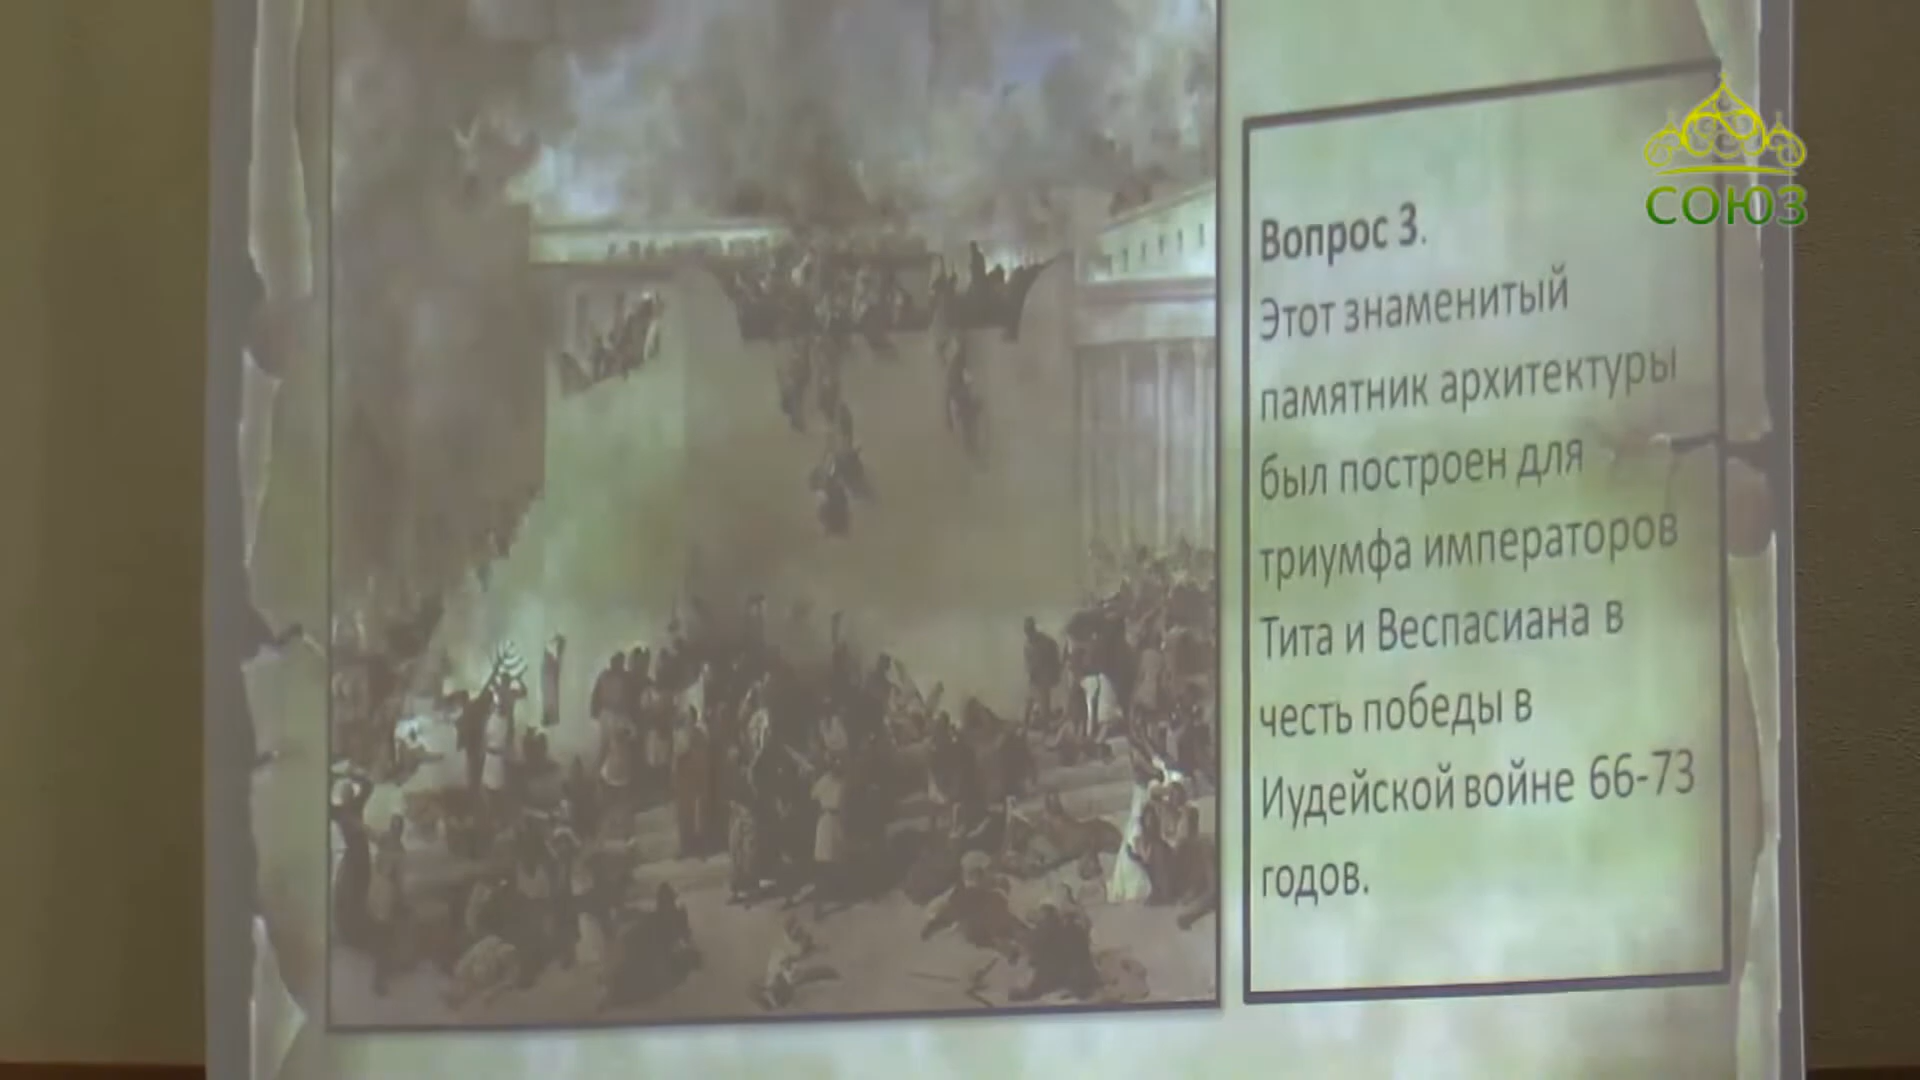 СОЮЗ
Вопрос 3.
Этот знаменитый
памятник архитектуры
был построен для
триумфа императоров
Тита и Веспасиана в
честь победы в
Иудейской войне 66-73
годов.